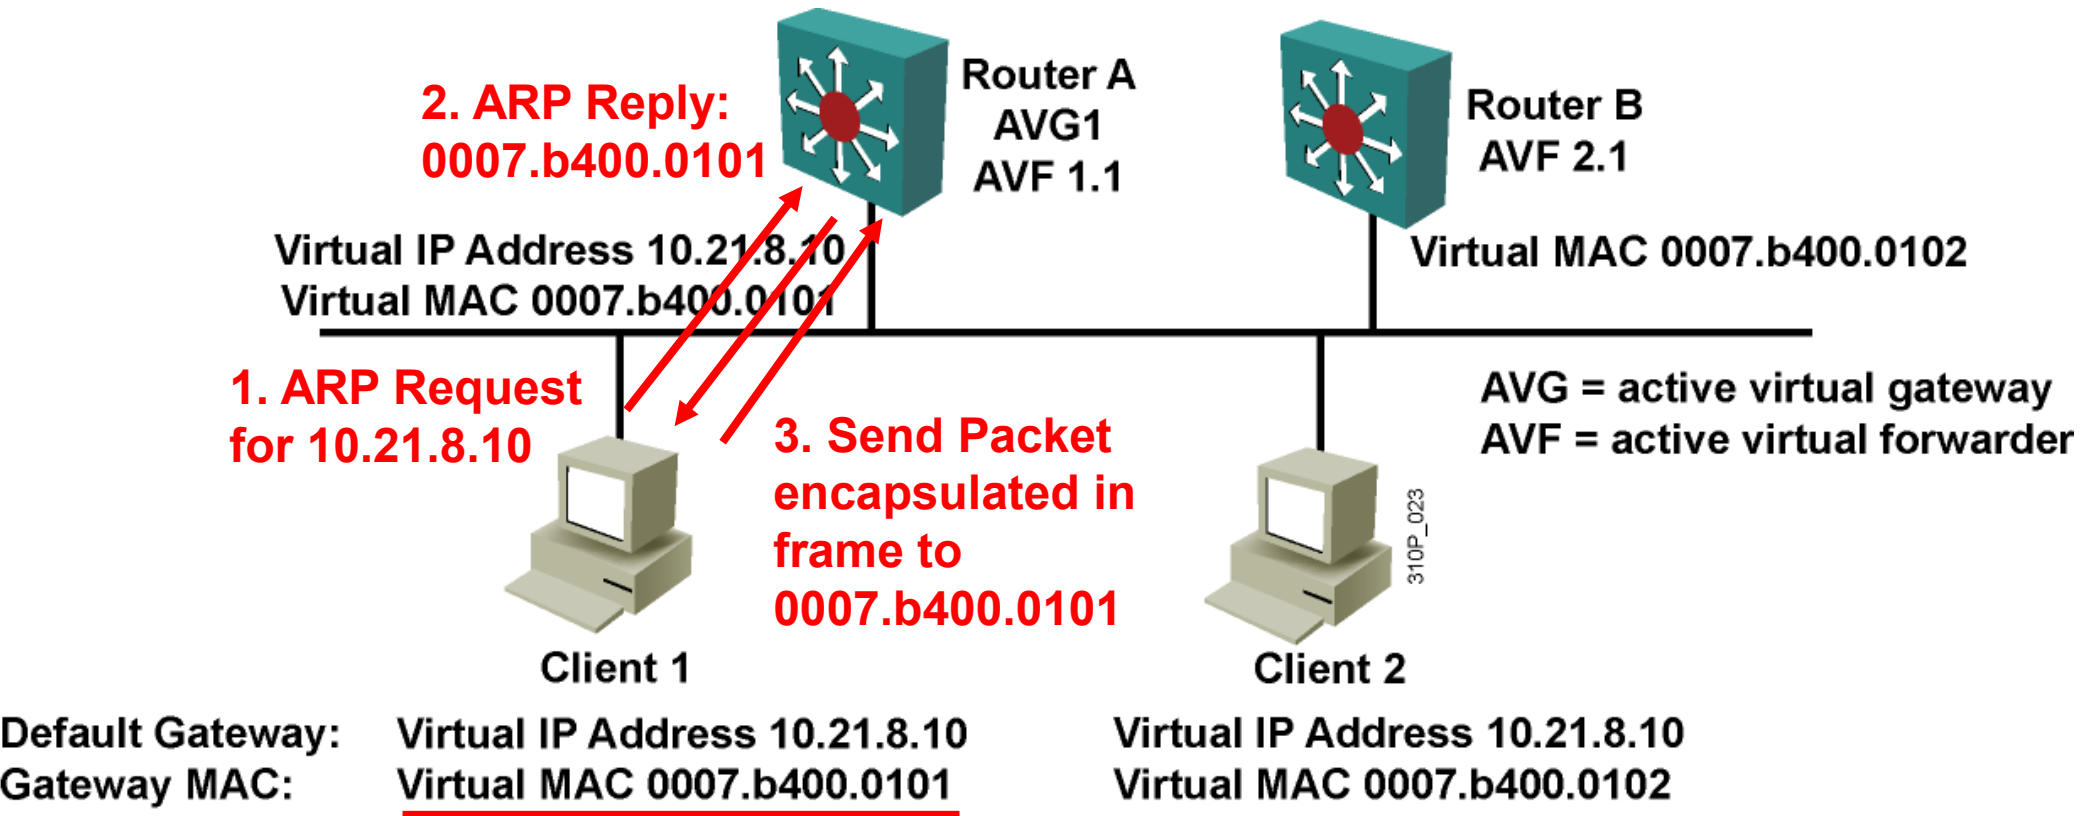 Router A
AVG1
AVF 1.1
Router B
AVF 2.1
2. ARP Reply:
0007.b400.0101
Virtual IP Address 10.21.8.10
Virtual MAC 0007.b400.0101
Virtual MAC 0007.b400.0102
1. ARP Request
for 10.21.8.10
3. Send Packet
encapsulated in
frame to
0007.b400.0101
AVG = active virtual gateway
AVF = active virtual forwarder
310P_023
Client 1
Client 2
Default Gateway: Virtual IP Address 10.21.8.10 Virtual IP Address 10.21.8.10
Gateway MAC: Virtual MAC 0007.b400.0101 Virtual MAC 0007.b400.0102